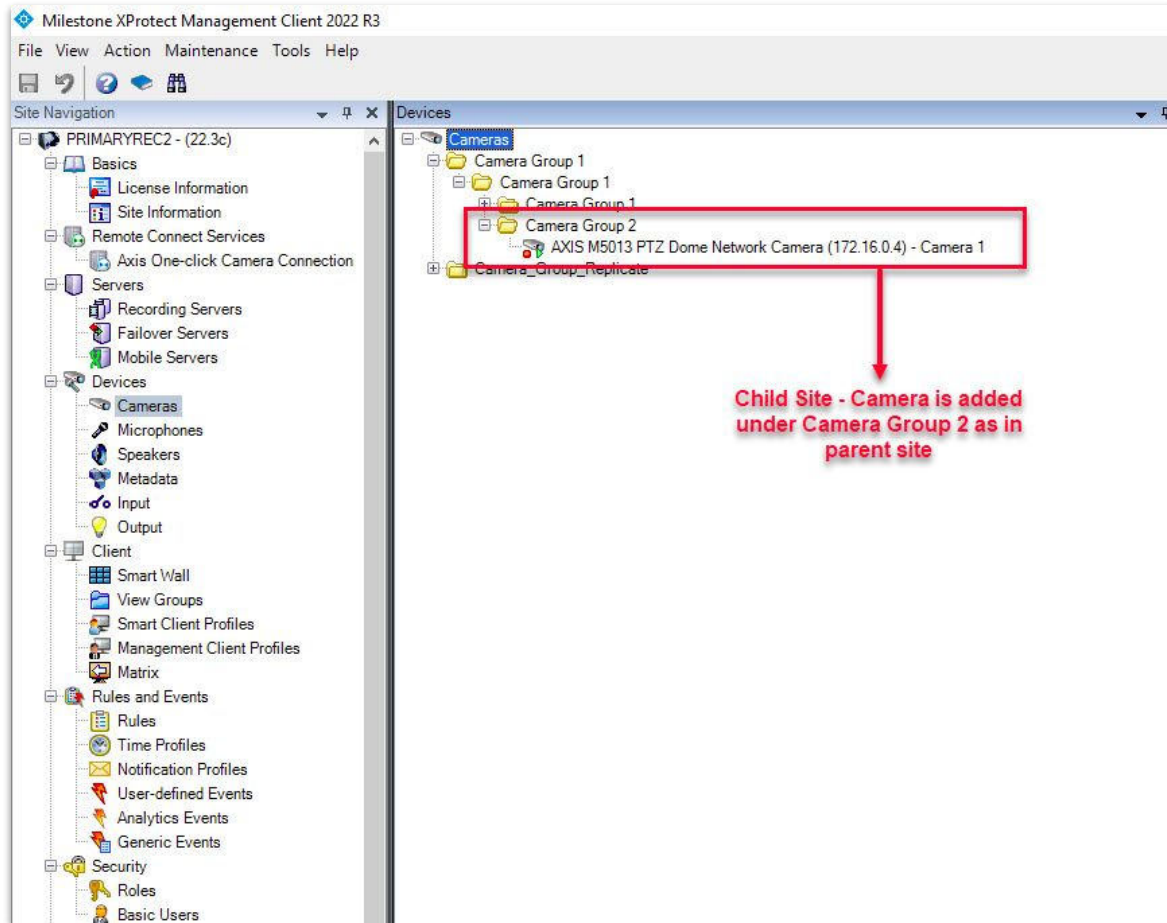 Milestone XProtect Management Client 2022 R3
File View Action Maintenance Tools Help
Site Navigation
PRIMARYREC2 - (22.3c)
Basics
License Information
Site Information
Remote Connect Services
Axis One-click Camera Connection
Servers
Recording Servers
Failover Servers
Mobile Servers
Devices
Cameras
Microphones
Speakers
Metadata
Input
Output
Client
Smart Wall
View Groups
Smart Client Profiles
Management Client Profiles
Matrix
Rules and Events
Rules
Time Profiles
Notification Profiles
User-defined Events
Analytics Events
Generic Events
Security
Roles
Basic Users
Devices
Cameras
Camera Group 1
Camera Group 1
Camera Group 1
Camera Group 2
AXIS M5013 PTZ Dome Network Camera (172.16.0.4) - Camera 1
Camera_Group_Replicate
Child Site - Camera is added
under Camera Group 2 as in
parent site